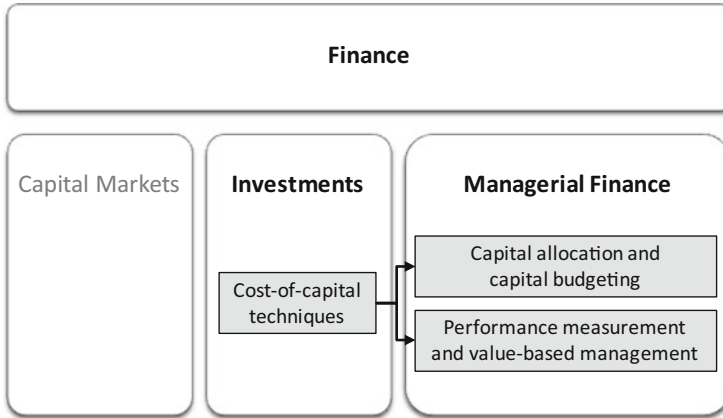 Finance
Capital Markets
Investments
Managerial Finance
Cost-of-capital
techniques
Capital allocation and
capital budgeting
Performance measurement
and value-based management